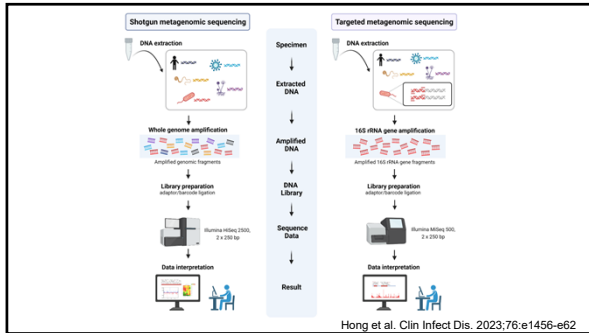 Shotgun metagenomic sequencing
DNA extraction
Whole genome amplification
Amplified genomic fragments
Library preparation
adaptor/barcode ligation
Illumina HiSeq 2500,
2 x 250 bp
Data interpretation
Specimen
Extracted
DNA
Amplified
DNA
DNA
Library
Sequence
Data
Result
Targeted metagenomic sequencing
DNA extraction
16S rRNA gene amplification
Amplified 16S rRNA gene fragments
Library preparation
adaptor/barcode ligation
Illumina MiSeq 500,
2 x 250 bp
Data interpretation
Hong et al. Clin Infect Dis. 2023;76:e1456-e62